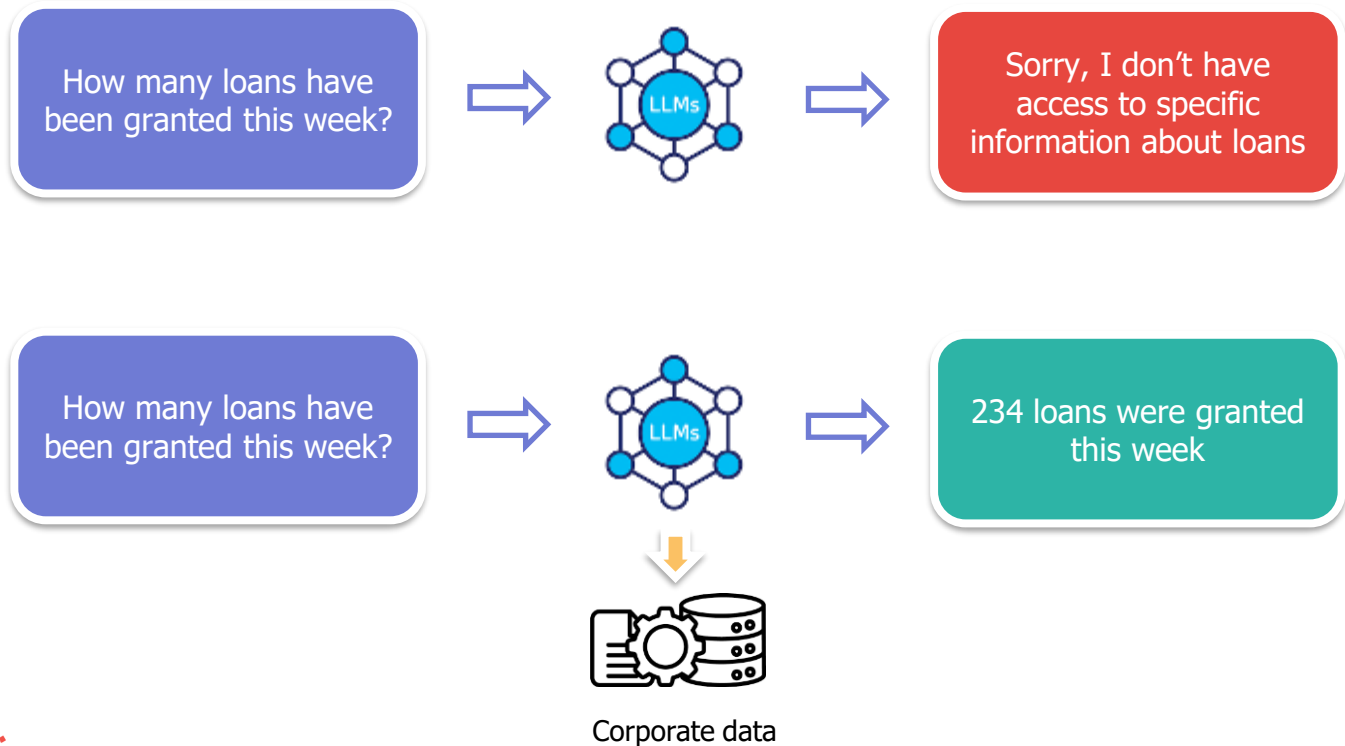 How many loans have
been granted this week?
LLMs
Sorry, I don’t have
access to specific
information about loans
How many loans have
been granted this week?
LLMs
234 loans were granted
this week
Corporate data